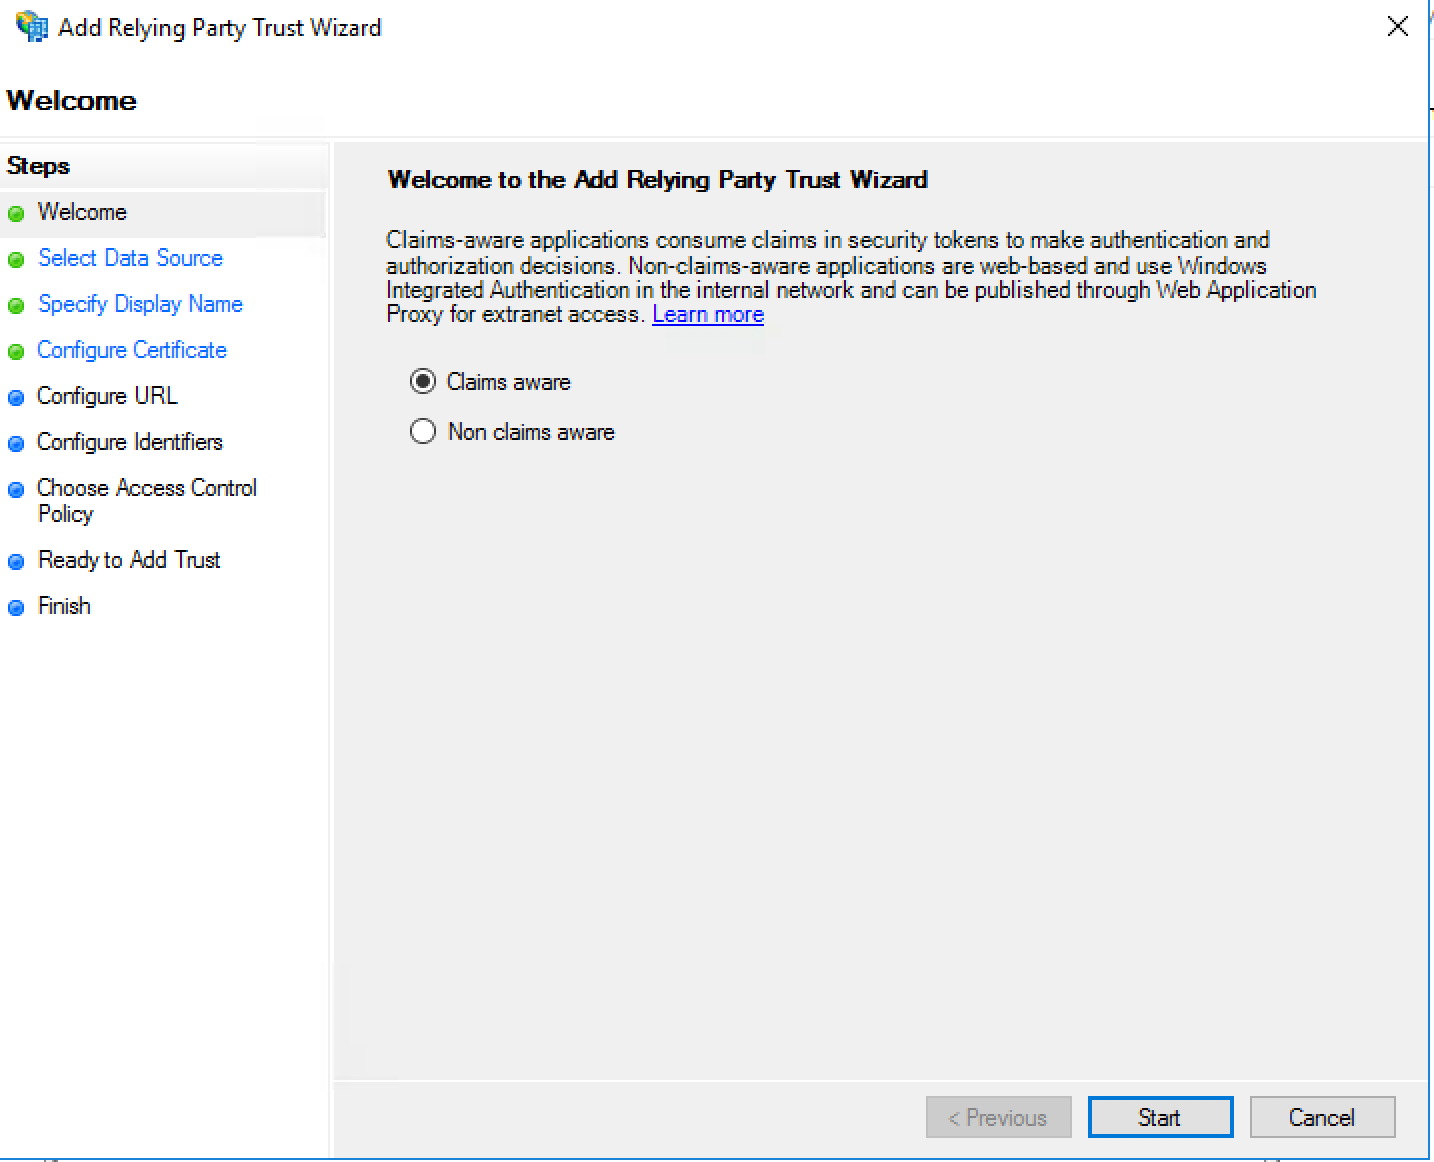 Add Relying Party Trust Wizard
Welcome
Steps
Welcome
Select Data Source
Specify Display Name
Configure Certificate
Configure URL
Configure Identifiers
Choose Access Control
Policy
Ready to Add Trust
Finish
Welcome to the Add Relying Party Trust Wizard
Claims-aware applications consume claims in security tokens to make authentication and
authorization decisions. Non-claims-aware applications are web-based and use Windows
Integrated Authentication in the internal network and can be published through Web Application
Proxy for extranet access. Learn more
Claims aware
Non claims aware
< Previous
Start
Cancel